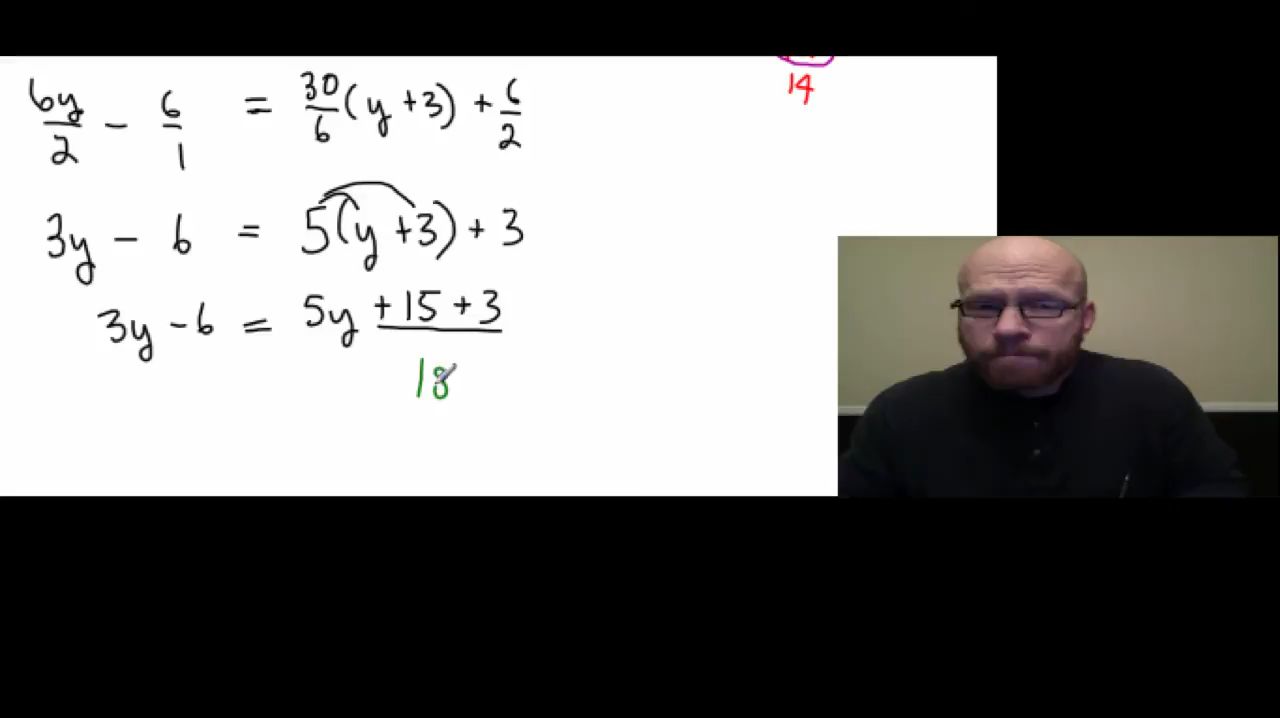 14
6y/2 - 6/1 = 30/6 (y + 3) + 6/2
3y - 6 = 5(y + 3) + 3
3y - 6 = 5y + 15 + 3
18